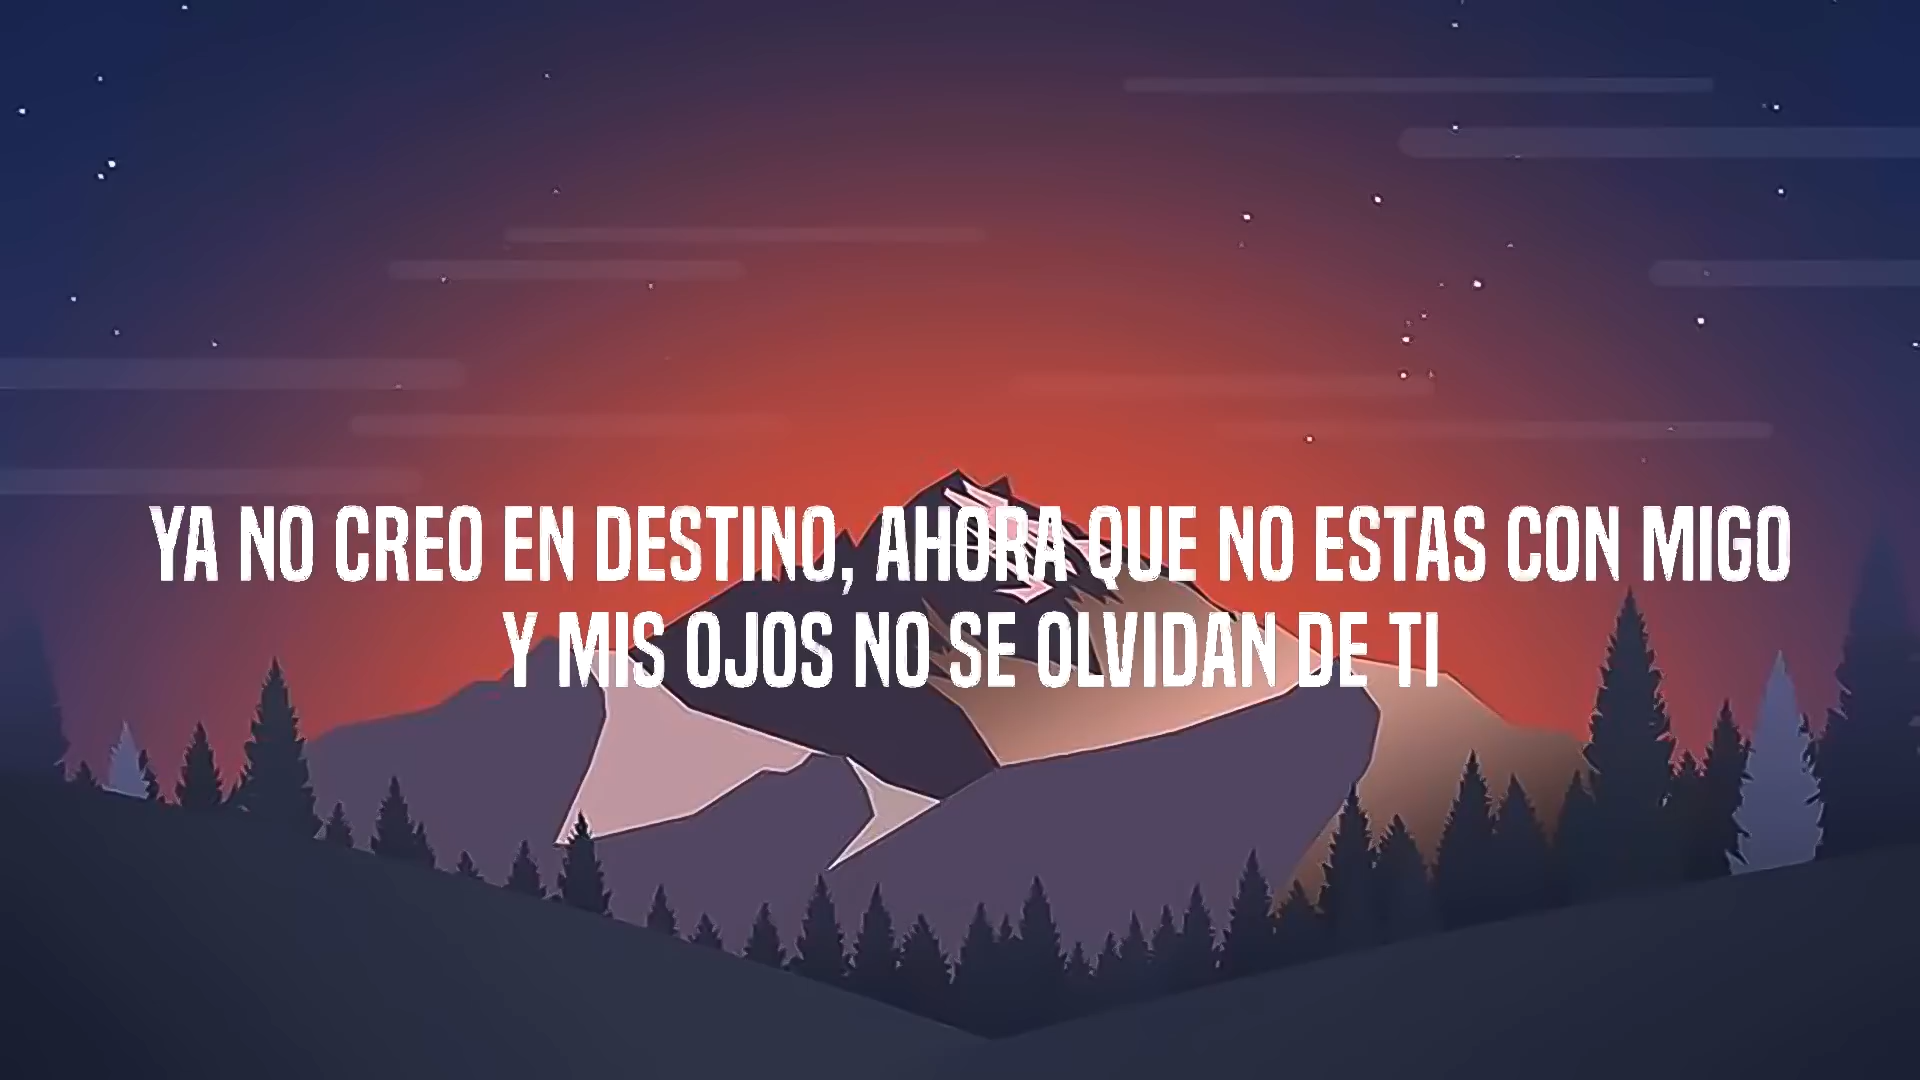 YA NO CREO EN DESTINO, AHORA QUE NO ESTAS CON MIGO
Y MIS OJOS NO SE OLVIDAN DE TI